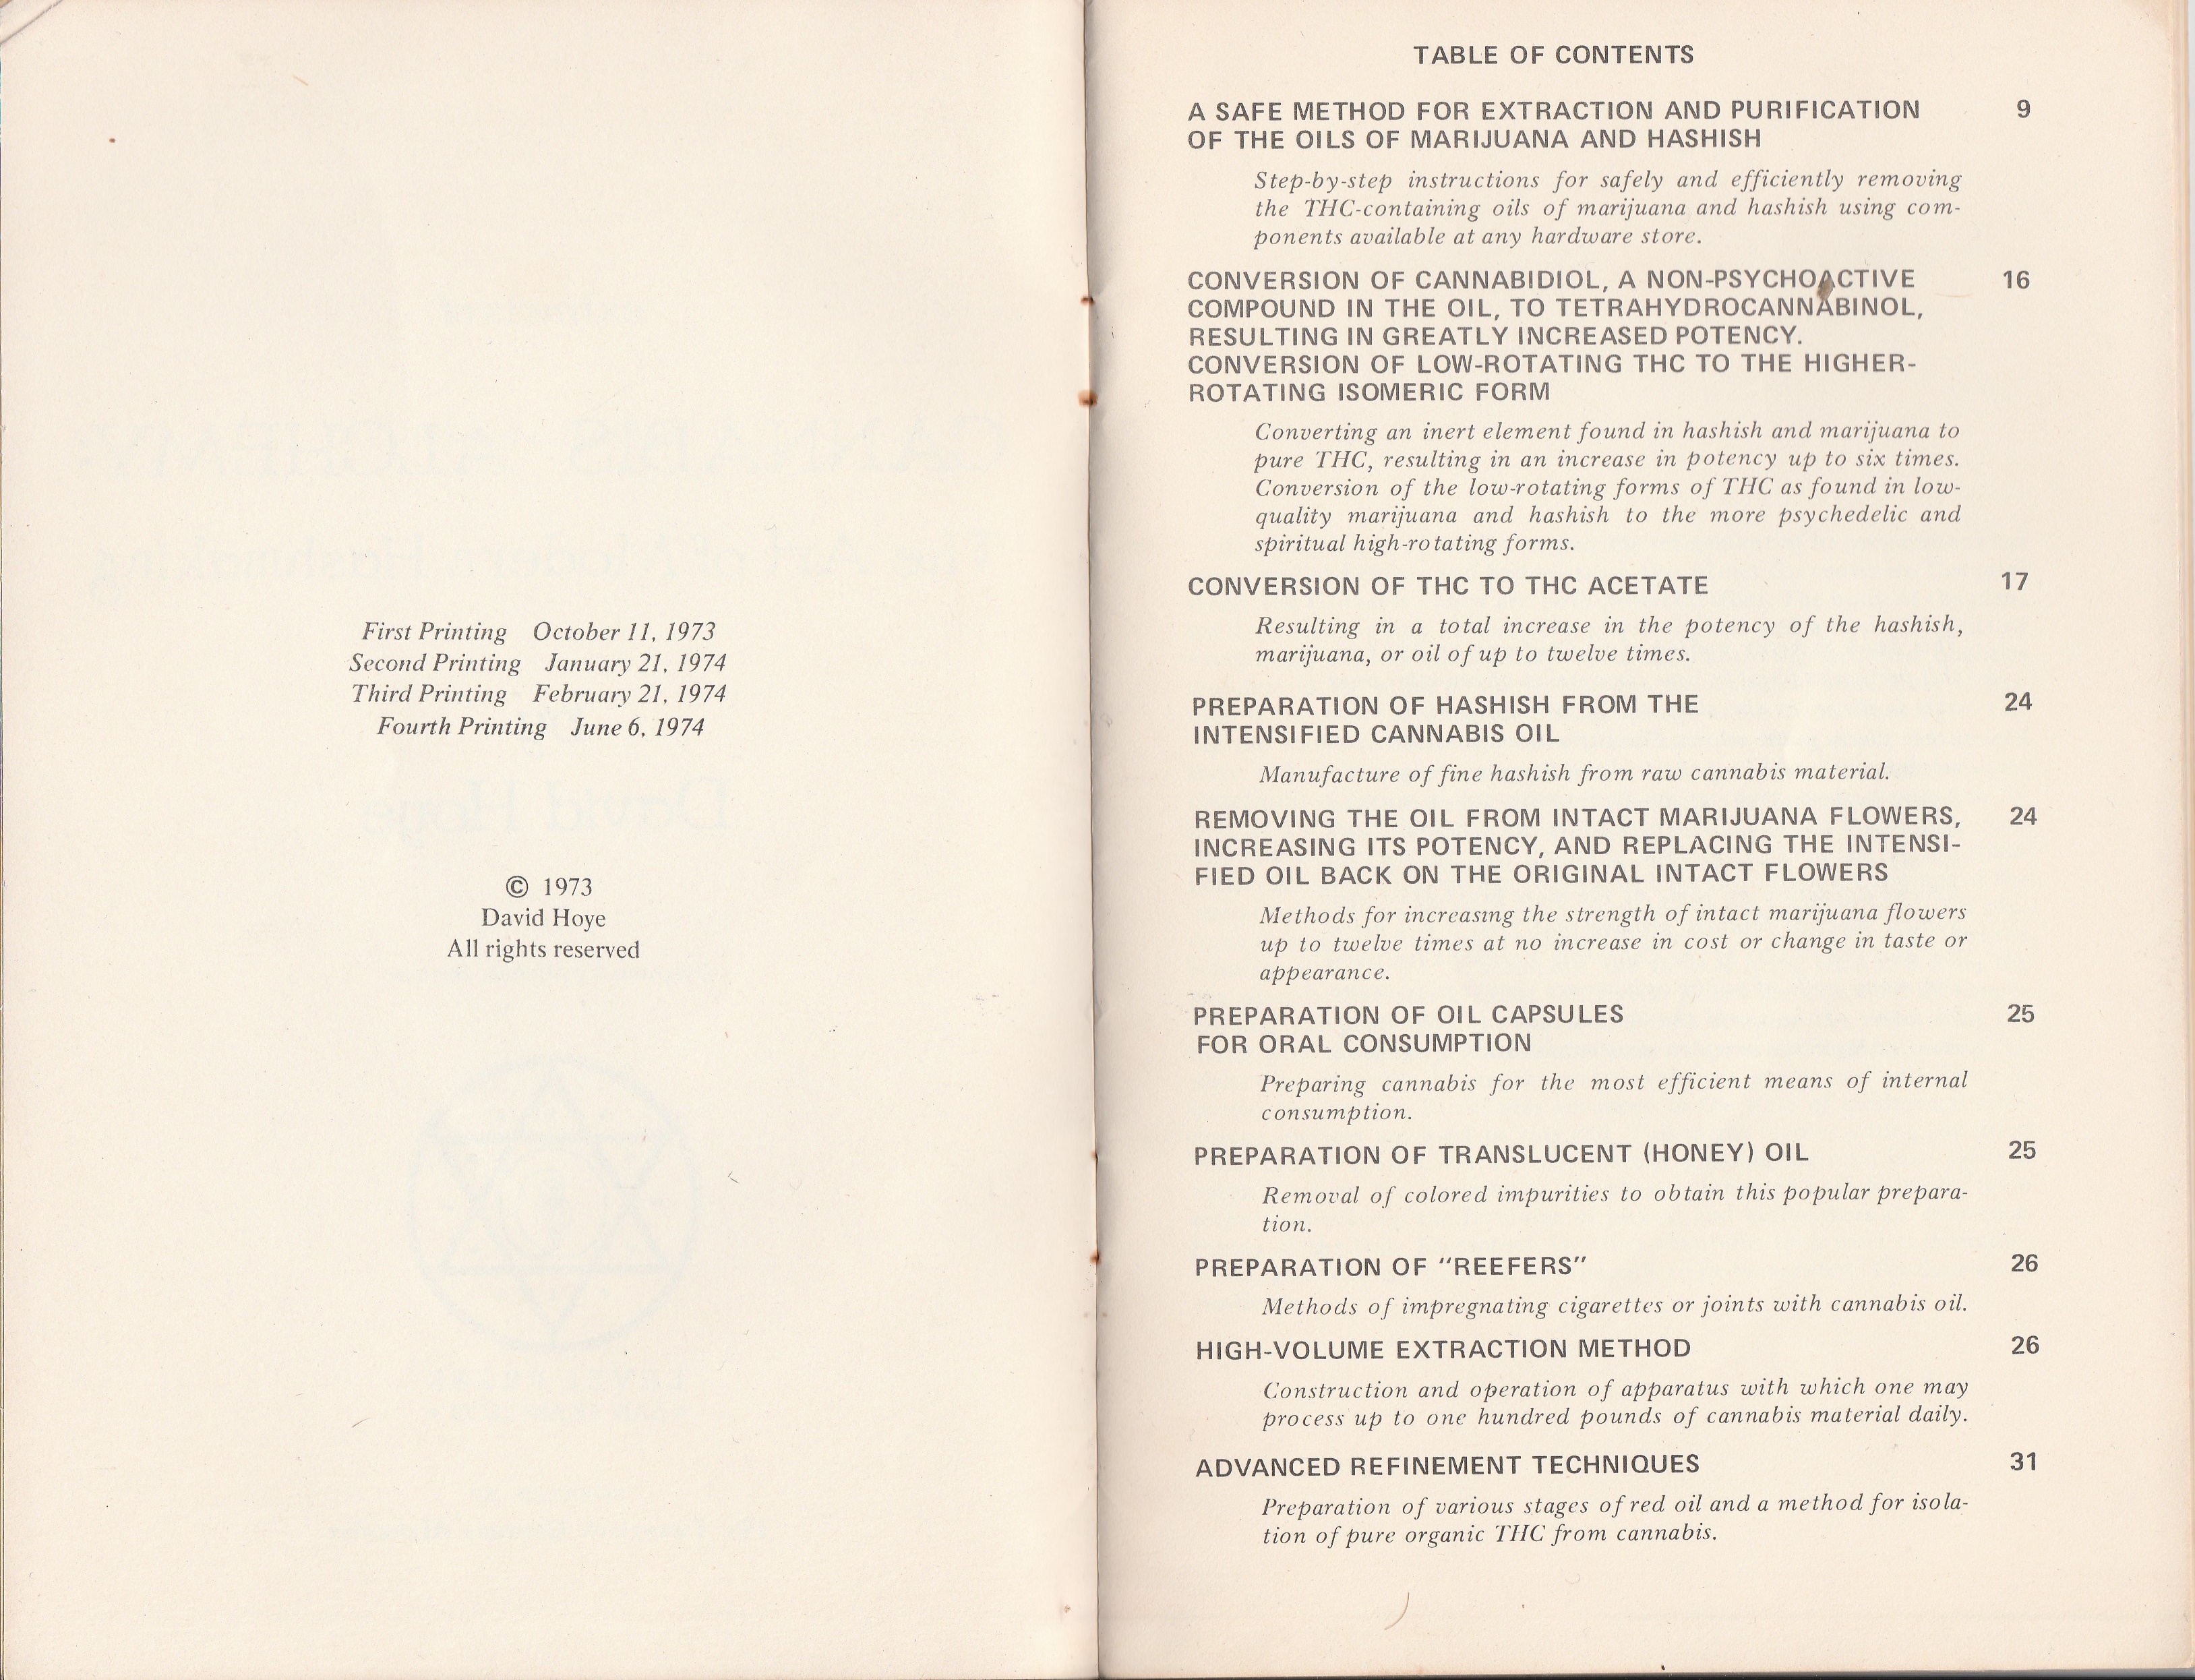 First Printing October 11, 1973
Second Printing January 21, 1974
Third Printing February 21, 1974
Fourth Printing June 6, 1974
© 1973
David Hoye
All rights reserved
TABLE OF CONTENTS
A SAFE METHOD FOR EXTRACTION AND PURIFICATION 9
OF THE OILS OF MARIJUANA AND HASHISH
Step-by-step instructions for safely and efficiently removing
the THC-containing oils of marijuana and hashish using com-
ponents available at any hardware store.
CONVERSION OF CANNABIDIOL, A NON-PSYCHOACTIVE 16
COMPOUND IN THE OIL, TO TETRAHYDROCANNABINOL,
RESULTING IN GREATLY INCREASED POTENCY.
CONVERSION OF LOW-ROTATING THC TO THE HIGHER-
ROTATING ISOMERIC FORM
Converting an inert element found in hashish and marijuana to
pure THC, resulting in an increase in potency up to six times.
Conversion of the low-rotating forms of THC as found in low-
quality marijuana and hashish to the more psychedelic and
spiritual high-rotating forms.
CONVERSION OF THC TO THC ACETATE 17
Resulting in a total increase in the potency of the hashish,
marijuana, or oil of up to twelve times.
PREPARATION OF HASHISH FROM THE 24
INTENSIFIED CANNABIS OIL
Manufacture of fine hashish from raw cannabis material.
REMOVING THE OIL FROM INTACT MARIJUANA FLOWERS, 24
INCREASING ITS POTENCY, AND REPLACING THE INTENSI-
FIED OIL BACK ON THE ORIGINAL INTACT FLOWERS
Methods for increasing the strength of intact marijuana flowers
up to twelve times at no increase in cost or change in taste or
appearance.
PREPARATION OF OIL CAPSULES 25
FOR ORAL CONSUMPTION
Preparing cannabis for the most efficient means of internal
consumption.
PREPARATION OF TRANSLUCENT (HONEY) OIL 25
Removal of colored impurities to obtain this popular prepara-
tion.
PREPARATION OF "REEFERS" 26
Methods of impregnating cigarettes or joints with cannabis oil.
HIGH-VOLUME EXTRACTION METHOD 26
Construction and operation of apparatus with which one may
process up to one hundred pounds of cannabis material daily.
ADVANCED REFINEMENT TECHNIQUES 31
Preparation of various stages of red oil and a method for isola-
tion of pure organic THC from cannabis.